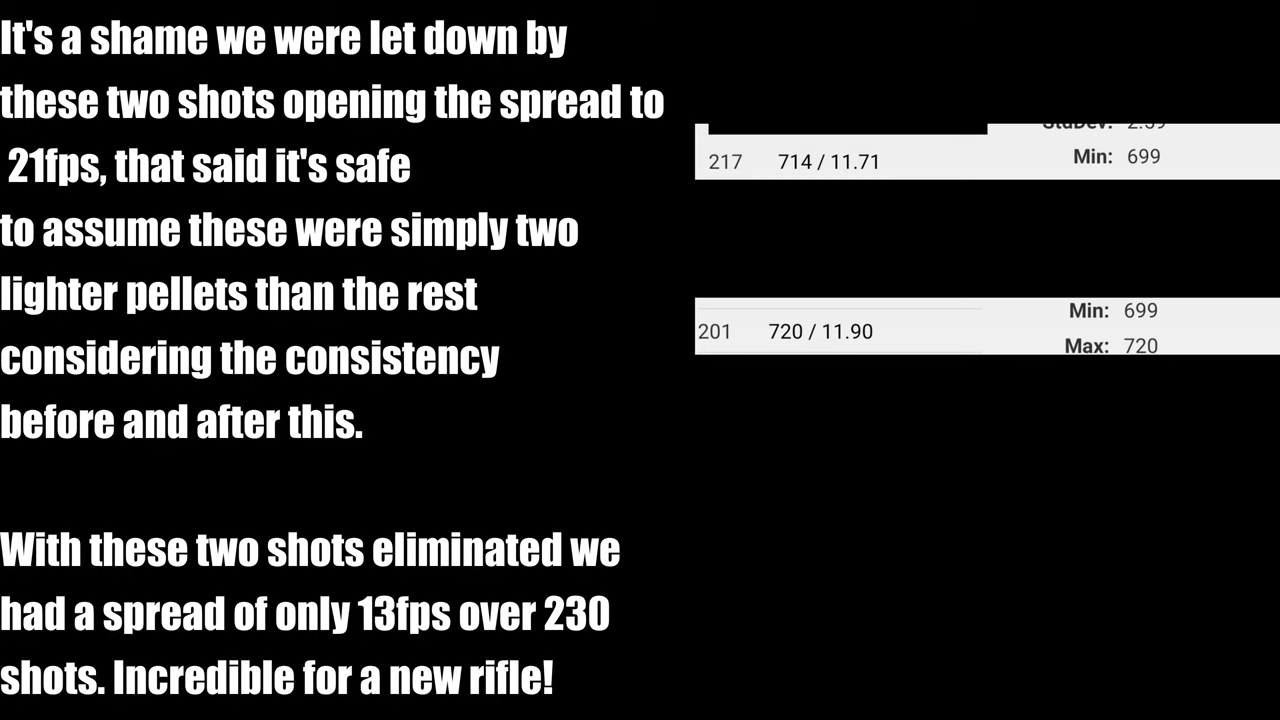 It's a shame we were let down by
these two shots opening the spread to
21fps, that said it's safe
to assume these were simply two
lighter pellets than the rest
considering the consistency
before and after this.
With these two shots eliminated we
had a spread of only 13fps over 230
shots. Incredible for a new rifle!
StdDev: 2.39
217 714 / 11.71 Min: 699
Min: 699
201 720 / 11.90
Max: 720